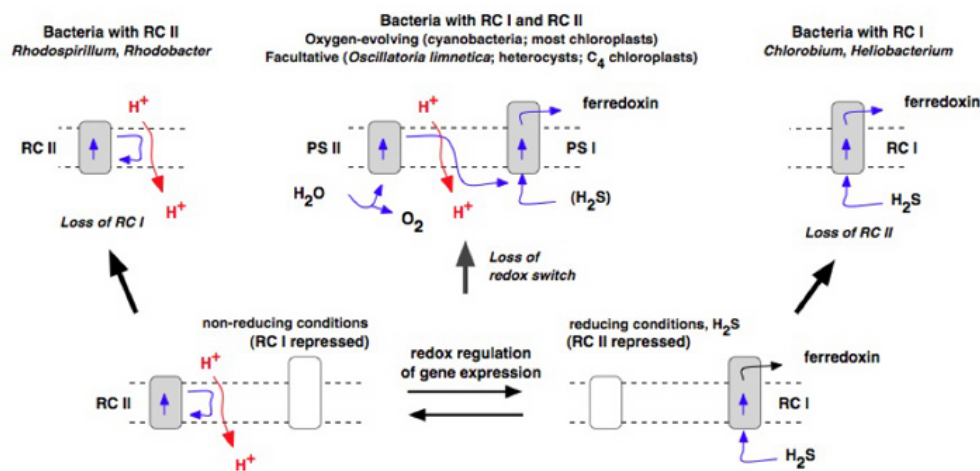 Bacteria with RC II
Rhodospirillum, Rhodobacter
Bacteria with RC I and RC II
Oxygen-evolving (cyanobacteria; most chloroplasts)
Facultative (Oscillatoria limnetica; heterocysts; C4 chloroplasts)
Bacteria with RC I
Chlorobium, Heliobacterium
H+
RC II
H+
Loss of RC I
H+
ferredoxin
PS II
PS I
H2O
O2
H+
(H2S)
ferredoxin
RC I
H2S
Loss of RC II
Loss of
redox switch
non-reducing conditions
(RC I repressed)
H+
RC II
H+
redox regulation
of gene expression
reducing conditions, H2S
(RC II repressed)
ferredoxin
RC I
H2S